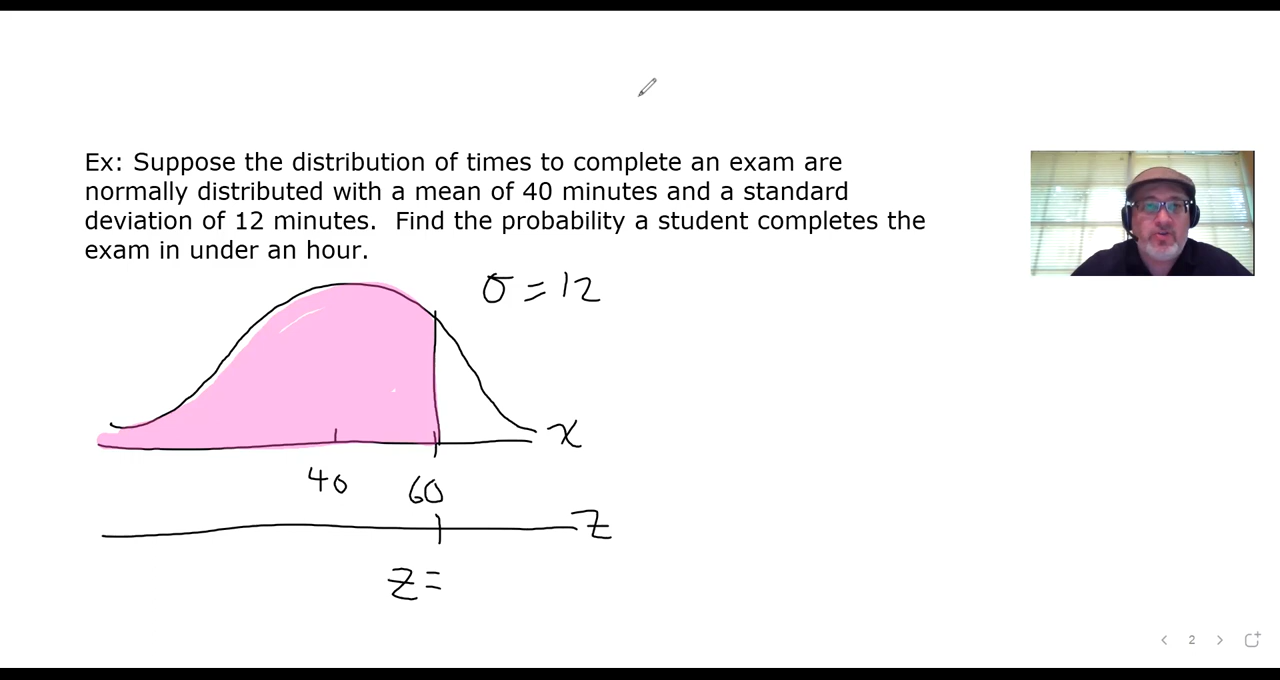 Ex: Suppose the distribution of times to complete an exam are
normally distributed with a mean of 40 minutes and a standard
deviation of 12 minutes. Find the probability a student completes the
exam in under an hour.
σ = 12
x
40 60
z
z =
2